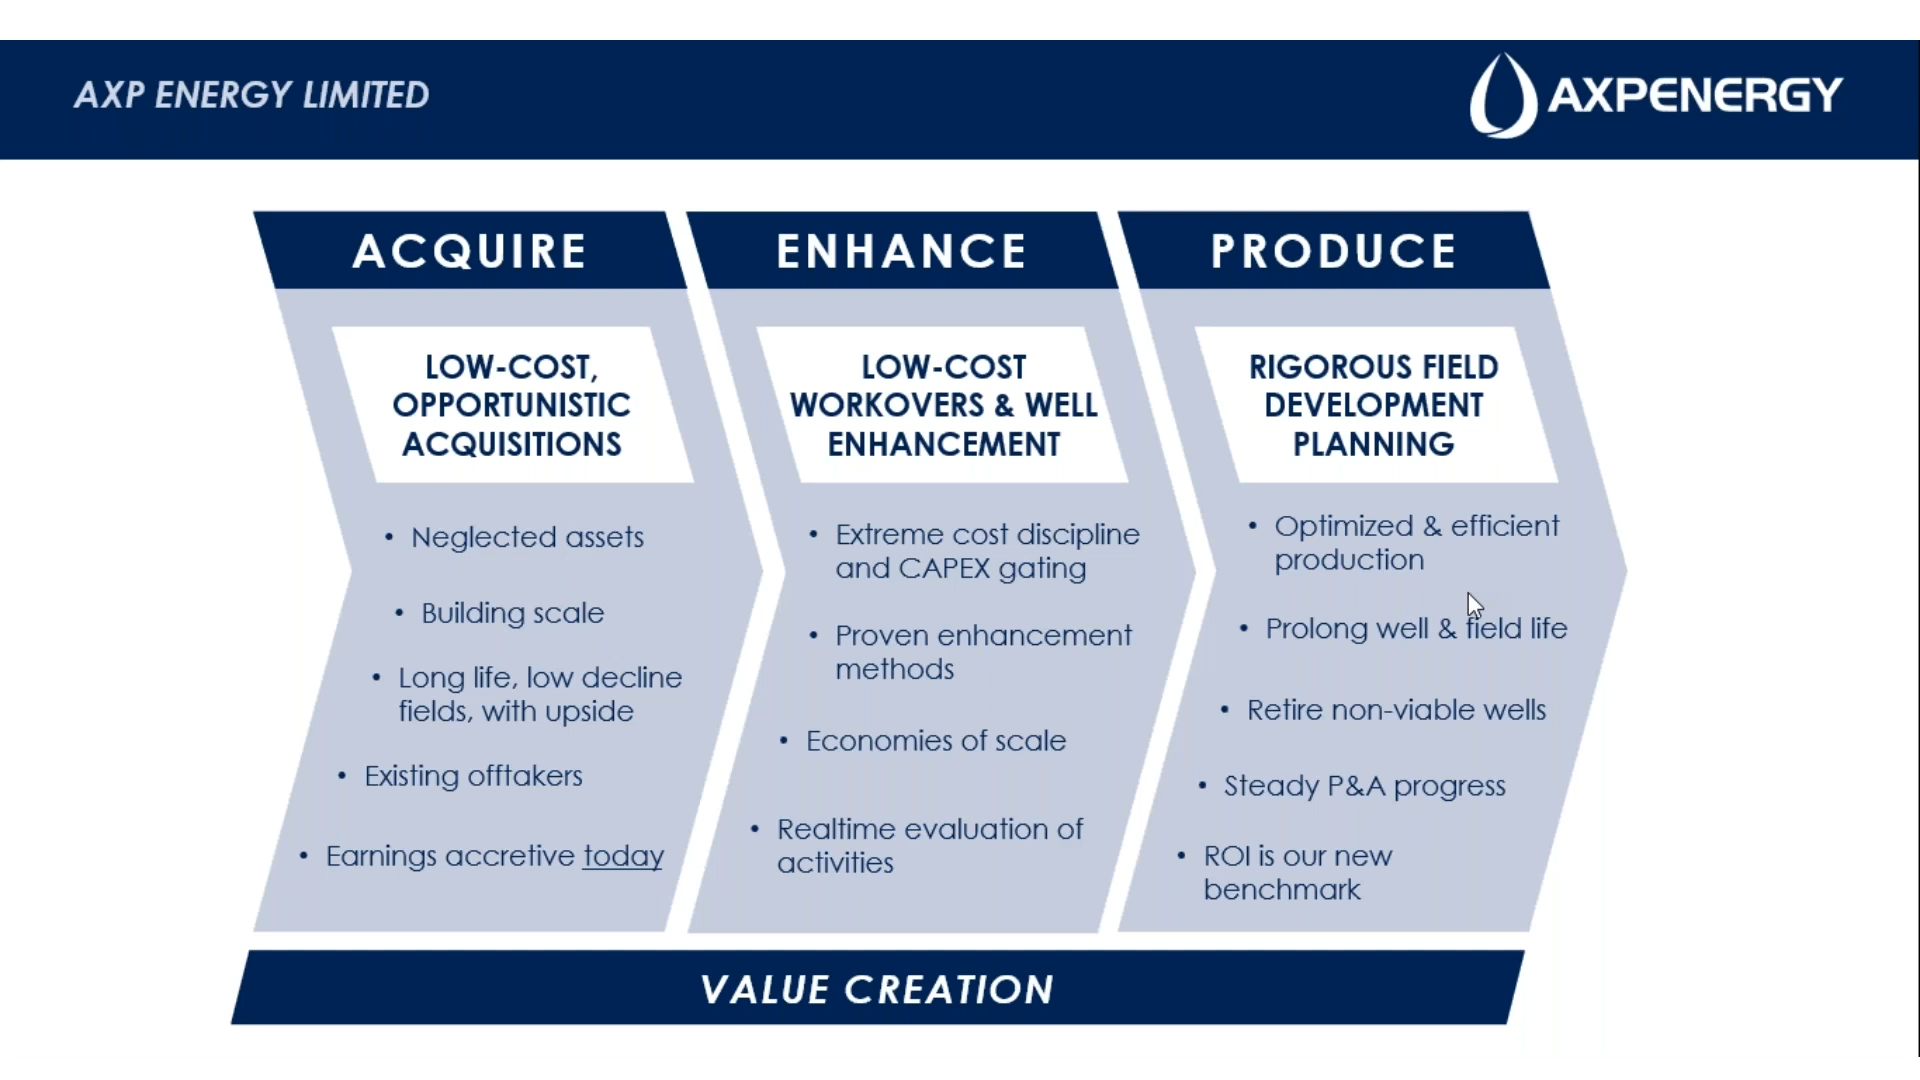 AXP ENERGY LIMITED
AXPENERGY
ACQUIRE
LOW-COST,
OPPORTUNISTIC
ACQUISITIONS
• Neglected assets
• Building scale
• Long life, low decline
fields, with upside
• Existing offtakers
• Earnings accretive today
ENHANCE
LOW-COST
WORKOVERS & WELL
ENHANCEMENT
• Extreme cost discipline
and CAPEX gating
• Proven enhancement
methods
• Economies of scale
• Realtime evaluation of
activities
PRODUCE
RIGOROUS FIELD
DEVELOPMENT
PLANNING
• Optimized & efficient
production
• Prolong well & field life
• Retire non-viable wells
• Steady P&A progress
• ROI is our new
benchmark
VALUE CREATION